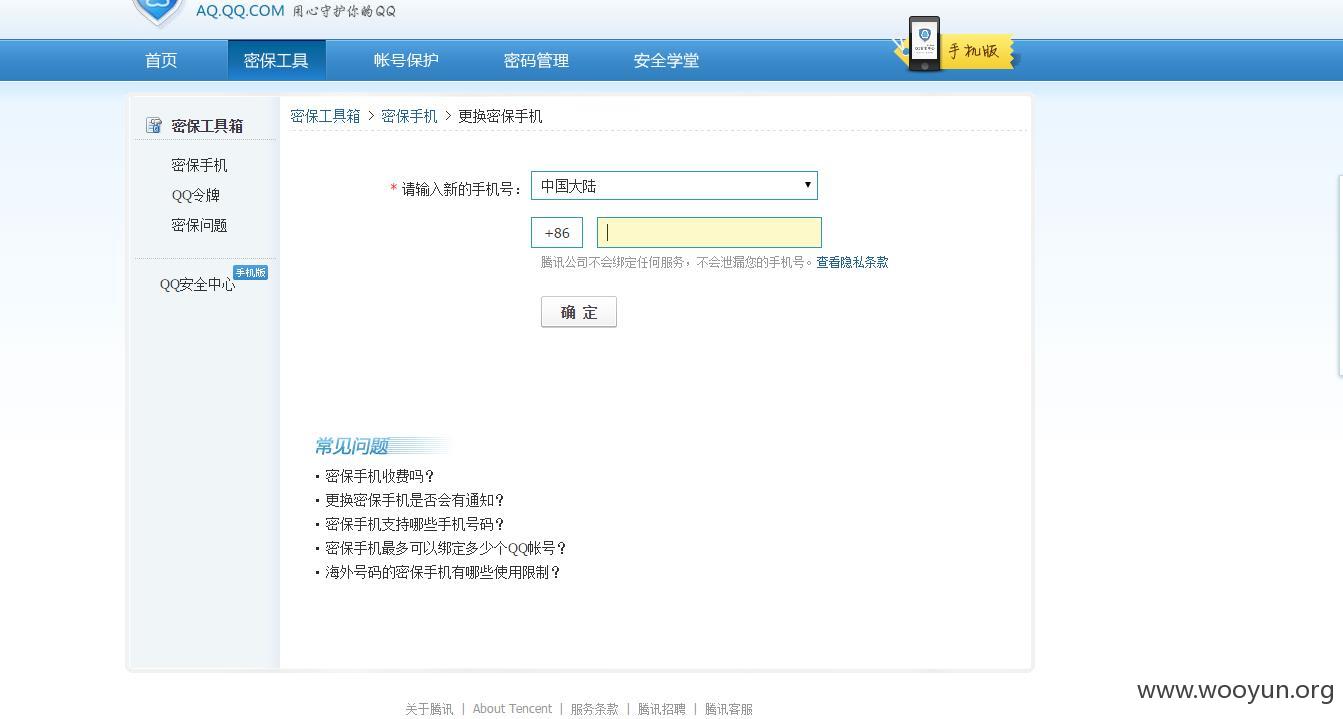 AQ.QQ.COM 用心守护你的QQ
首页 密保工具 帐号保护 密码管理 安全学堂 手机版
密保工具箱
密保手机
QQ令牌
密保问题
QQ安全中心 手机版
密保工具箱 > 密保手机 > 更换密保手机
* 请输入新的手机号： 中国大陆
+86
腾讯公司不会绑定任何服务，不会泄漏您的手机号。查看隐私条款
确 定
常见问题
· 密保手机收费吗？
· 更换密保手机是否会有通知？
· 密保手机支持哪些手机号码？
· 密保手机最多可以绑定多少个QQ帐号？
· 海外号码的密保手机有哪些使用限制？
关于腾讯 | About Tencent | 服务条款 | 腾讯招聘 | 腾讯客服
www.wooyun.org